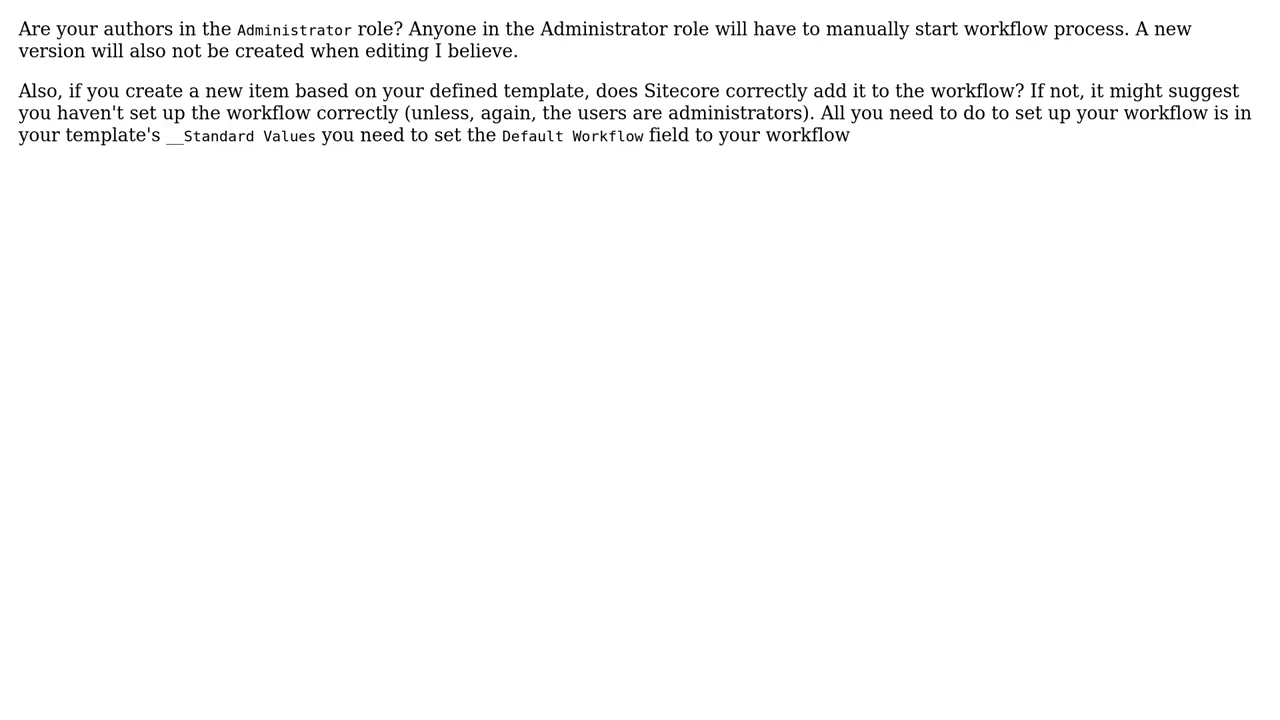 Are your authors in the Administrator role? Anyone in the Administrator role will have to manually start workflow process. A new
version will also not be created when editing I believe.
Also, if you create a new item based on your defined template, does Sitecore correctly add it to the workflow? If not, it might suggest
you haven't set up the workflow correctly (unless, again, the users are administrators). All you need to do to set up your workflow is in
your template's __Standard Values you need to set the Default Workflow field to your workflow